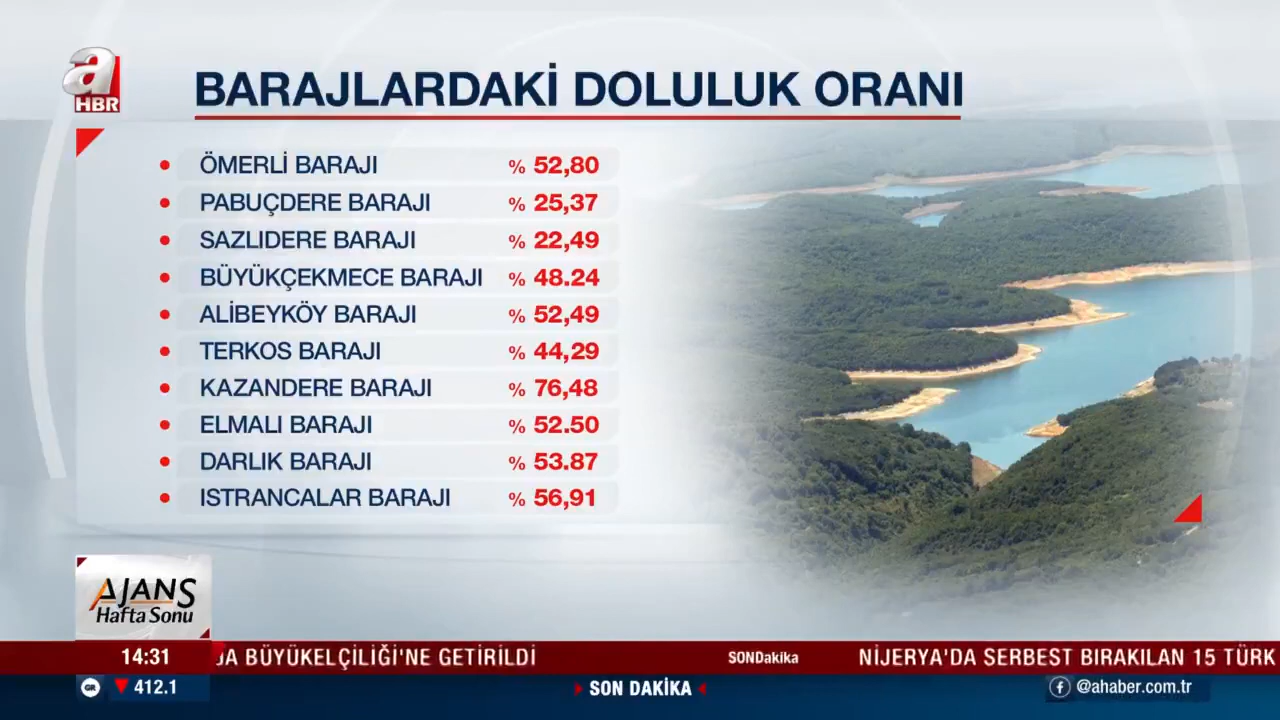 a
HBR
BARAJLARDAKİ DOLULUK ORANI
ÖMERLİ BARAJI % 52,80
PABUÇDERE BARAJI % 25,37
SAZLIDERE BARAJI % 22,49
BÜYÜKÇEKMECE BARAJI % 48.24
ALİBEYKÖY BARAJI % 52,49
TERKOS BARAJI % 44,29
KAZANDERE BARAJI % 76,48
ELMALI BARAJI % 52.50
DARLIK BARAJI % 53.87
ISTRANCALAR BARAJI % 56,91
AJANS
Hafta Sonu
14:31 DA BÜYÜKELÇİLİĞİ'NE GETİRİLDİ SONDakika NİJERYA'DA SERBEST BIRAKILAN 15 TÜRK
GR 412.1 SON DAKİKA @ahaber.com.tr